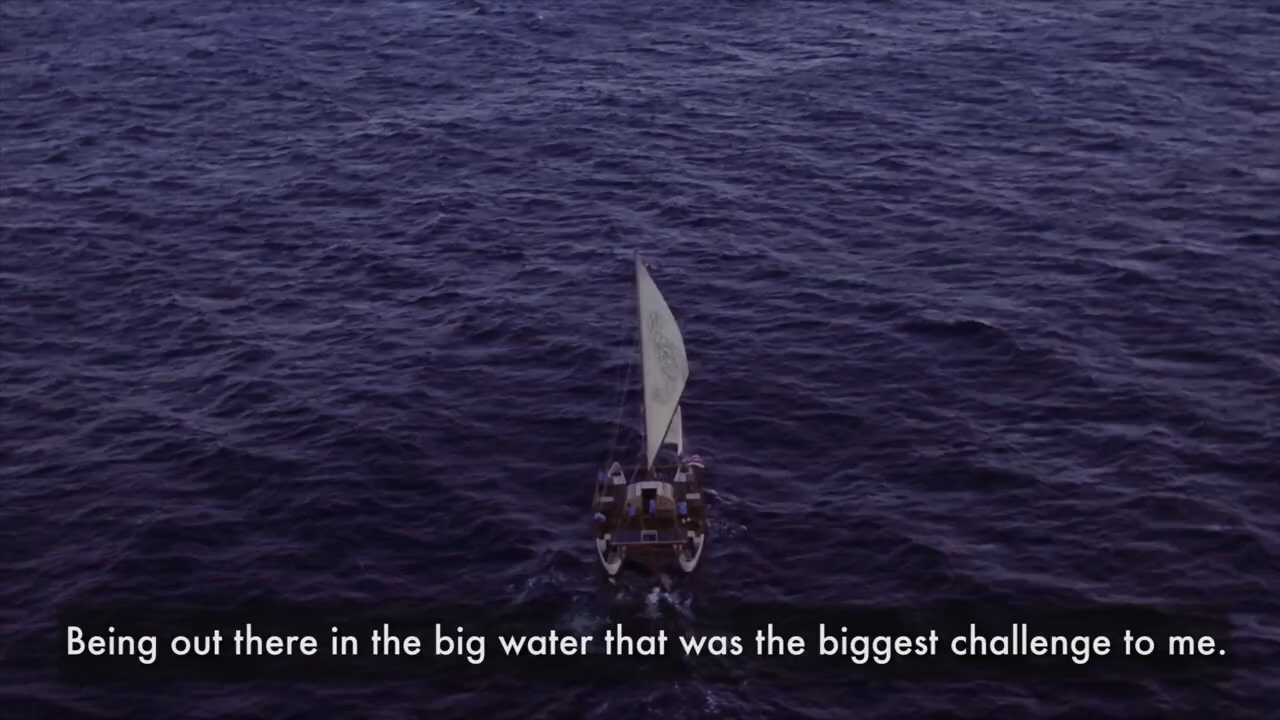 Being out there in the big water that was the biggest challenge to me.